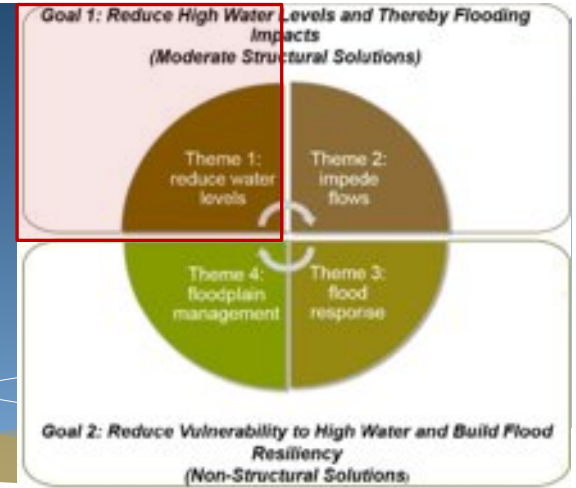 Goal 1: Reduce High Water Levels and Thereby Flooding
Impacts
(Moderate Structural Solutions)
Theme 1:
reduce water
levels
Theme 2:
impede
flows
Theme 4:
floodplain
management
Theme 3:
flood
response
Goal 2: Reduce Vulnerability to High Water and Build Flood
Resiliency
(Non-Structural Solutions)